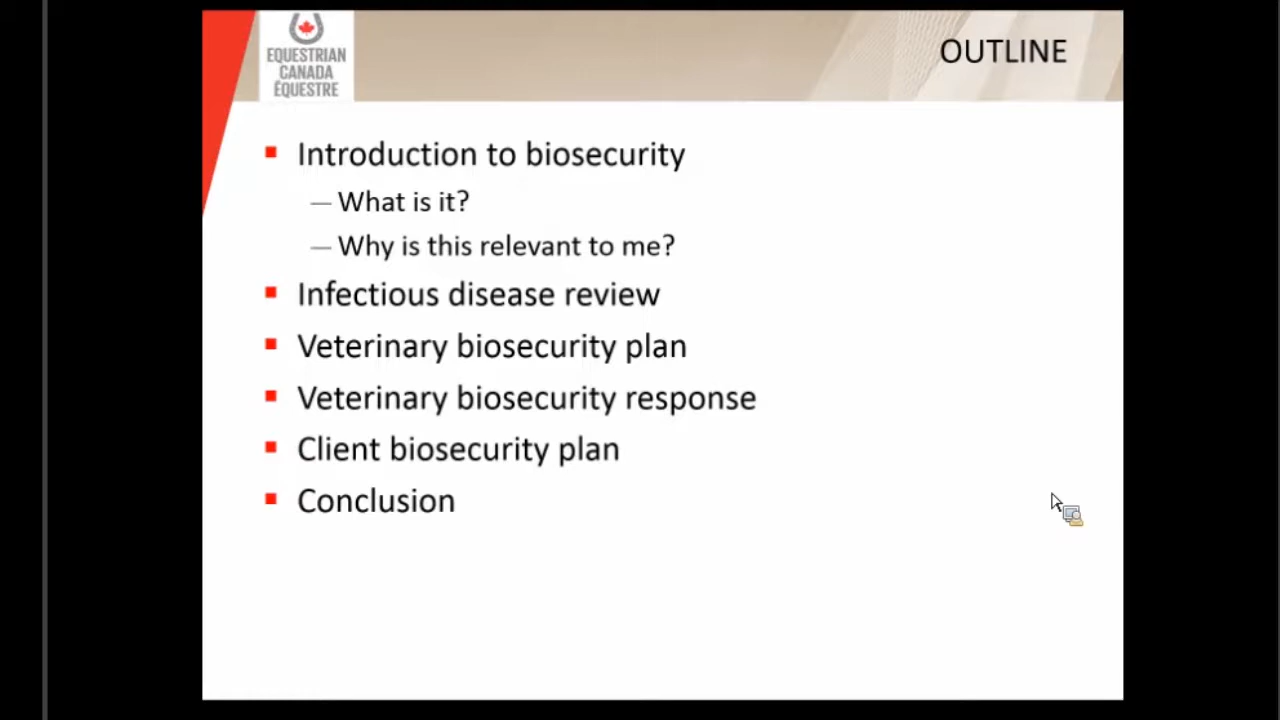 EQUESTRIAN
CANADA
ÉQUESTRE
OUTLINE
Introduction to biosecurity
— What is it?
— Why is this relevant to me?
Infectious disease review
Veterinary biosecurity plan
Veterinary biosecurity response
Client biosecurity plan
Conclusion